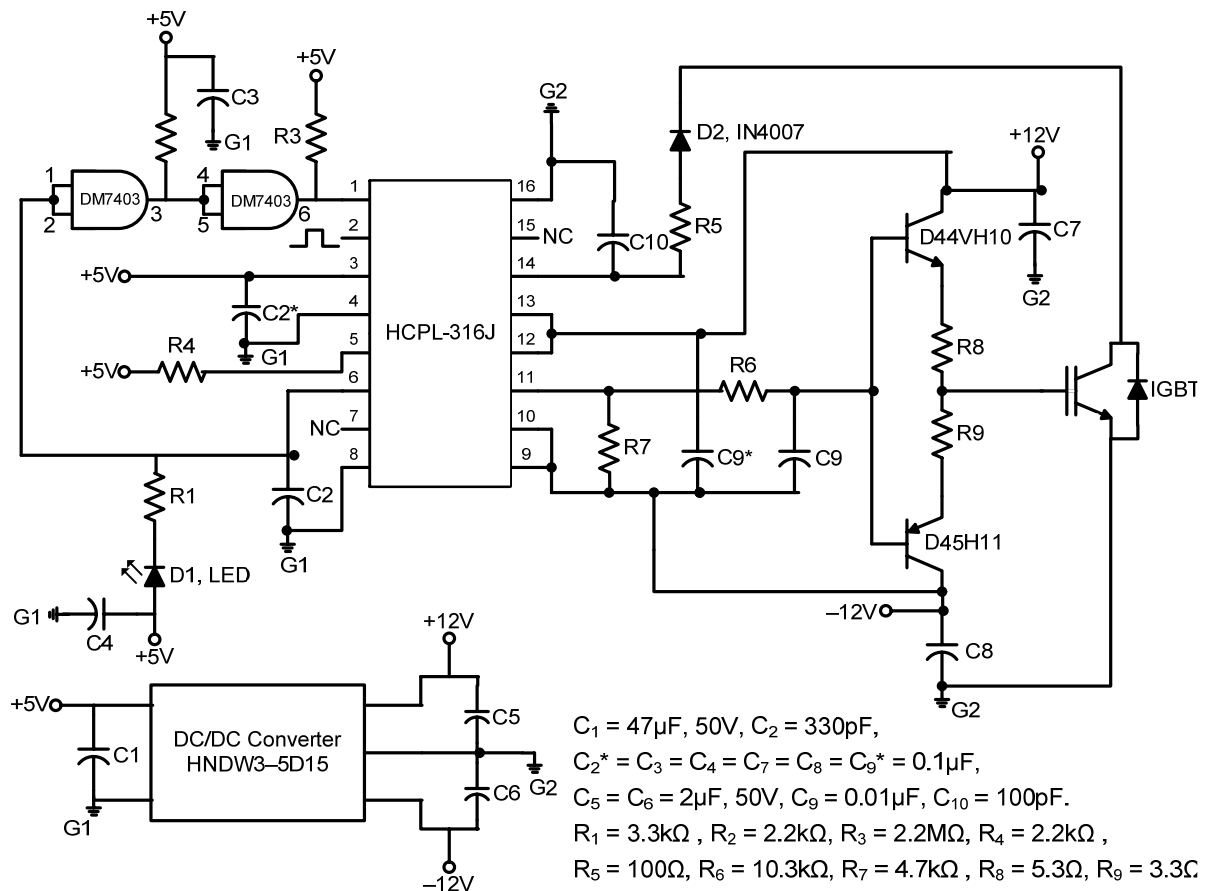 +5V
+5V
C3
G1
R3
G2
D2, IN4007
+12V
1
2
DM7403
3
4
5
DM7403
6
1
2
3
4
5
6
7
8
HCPL-316J
16
15
14
13
12
11
10
9
NC
C10
R5
D44VH10
C7
G2
+5V
C2*
G1
+5V
R4
NC
R6
R8
IGBT
R7
C9*
C9
R9
R1
C2
G1
D45H11
D1, LED
G1
C4
+5V
–12V
C8
G2
+12V
+5V
C1
G1
DC/DC Converter
HNDW3–5D15
C5
G2
C6
–12V
C₁ = 47µF, 50V, C₂ = 330pF,
C₂* = C₃ = C₄ = C₇ = C₈ = C₉* = 0.1µF,
C₅ = C₆ = 2µF, 50V, C₉ = 0.01µF, C₁₀ = 100pF.
R₁ = 3.3kΩ , R₂ = 2.2kΩ, R₃ = 2.2MΩ, R₄ = 2.2kΩ ,
R₅ = 100Ω, R₆ = 10.3kΩ, R₇ = 4.7kΩ , R₈ = 5.3Ω, R₉ = 3.3Ω